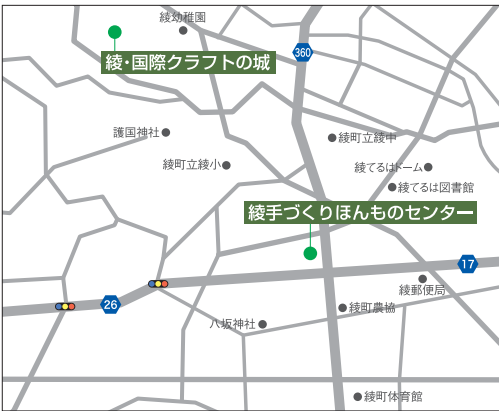 綾幼稚園
綾・国際クラフトの城
360
護国神社
綾町立綾中
綾町立綾小
綾てるはドーム
綾てるは図書館
綾手づくりほんものセンター
17
綾郵便局
26
綾町農協
八坂神社
綾町体育館